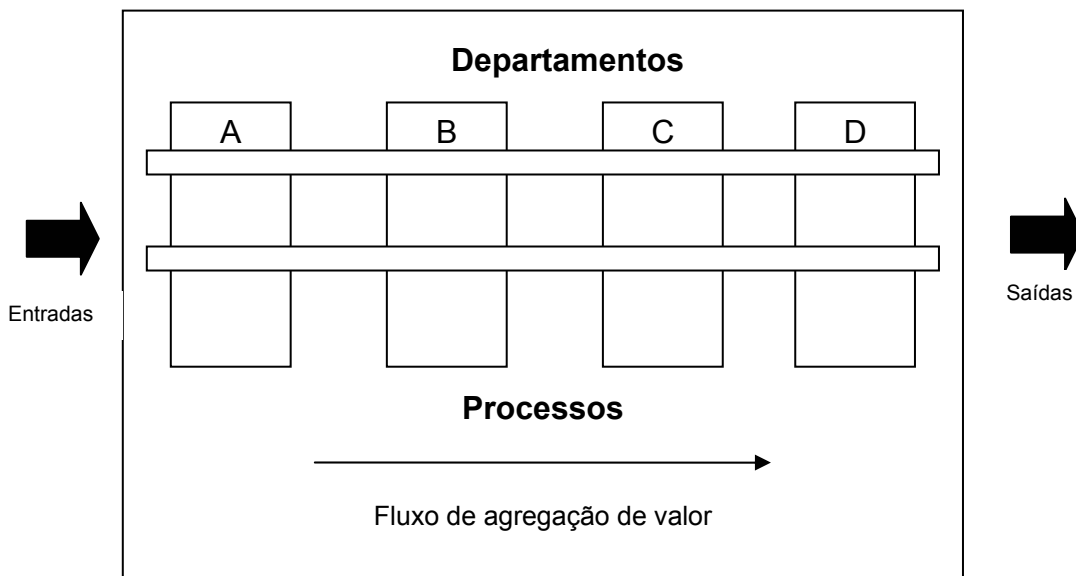 Departamentos
A B C D
Entradas
Saídas
Processos
Fluxo de agregação de valor